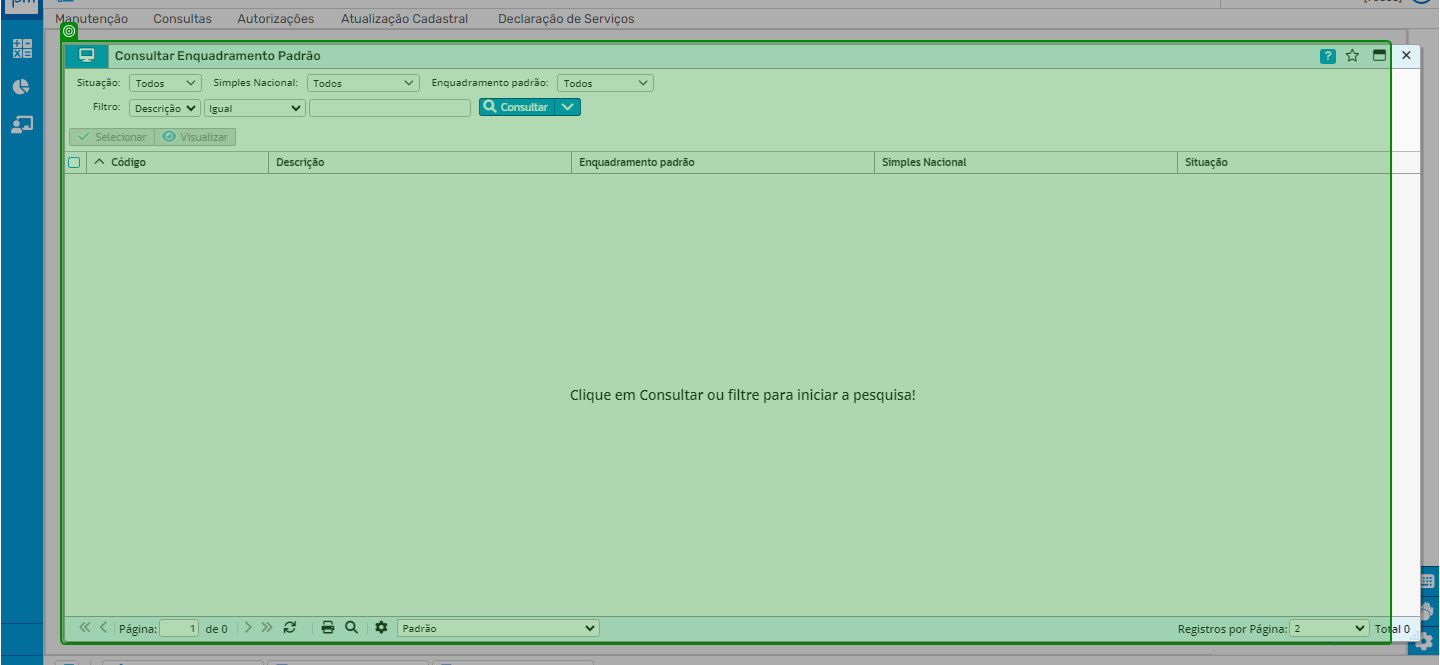 Manutenção Consultas Autorizações Atualização Cadastral Declaração de Serviços
Consultar Enquadramento Padrão ?
Situação: Todos Simples Nacional: Todos Enquadramento padrão: Todos
Filtro: Descrição Igual Consultar
Selecionar Visualizar
Código Descrição Enquadramento padrão Simples Nacional Situação
Clique em Consultar ou filtre para iniciar a pesquisa!
Página: 1 de 0 Padrão Registros por Página: 2 Total 0